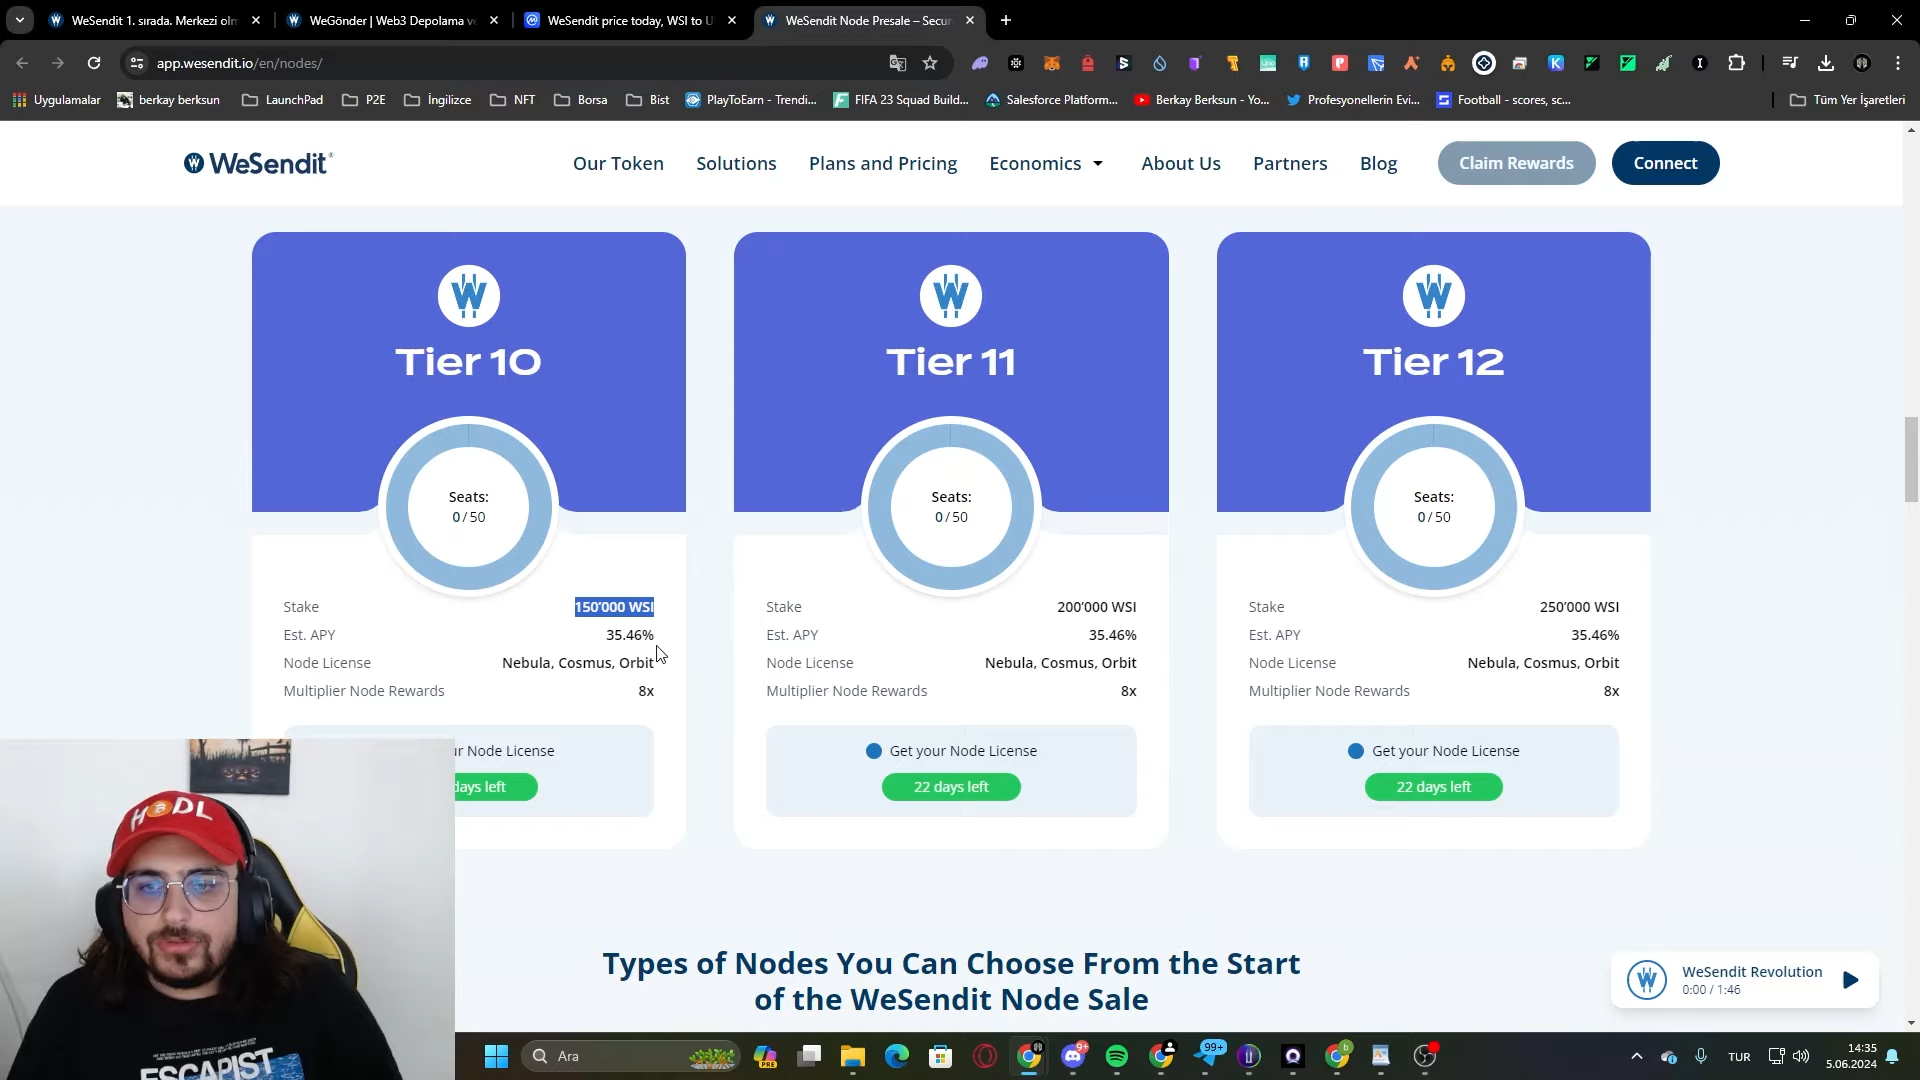 WeSendit 1. sırada. Merkezi olm
WeGönder | Web3 Depolama ve
WeSendit price today, WSI to U
WeSendit Node Presale – Secur
app.wesendit.io/en/nodes/
Uygulamalar
berkay berksun
LaunchPad
P2E
İngilizce
NFT
Borsa
Bist
PlayToEarn - Trendi...
FIFA 23 Squad Build...
Salesforce Platform...
Berkay Berksun - Yo...
Profesyonellerin Evi...
Football - scores, sc...
Tüm Yer İşaretleri
WeSendit
Our Token
Solutions
Plans and Pricing
Economics
About Us
Partners
Blog
Claim Rewards
Connect
Tier 10
Seats:
0 / 50
Stake 150'000 WSI
Est. APY 35.46%
Node License Nebula, Cosmus, Orbit
Multiplier Node Rewards 8x
ur Node License
days left
Tier 11
Seats:
0 / 50
Stake 200'000 WSI
Est. APY 35.46%
Node License Nebula, Cosmus, Orbit
Multiplier Node Rewards 8x
Get your Node License
22 days left
Tier 12
Seats:
0 / 50
Stake 250'000 WSI
Est. APY 35.46%
Node License Nebula, Cosmus, Orbit
Multiplier Node Rewards 8x
Get your Node License
22 days left
Types of Nodes You Can Choose From the Start
of the WeSendit Node Sale
WeSendit Revolution
0:00 / 1:46
HODL
ESCAPIST
Ara
PRE
9+
99+
TUR
14:35
5.06.2024